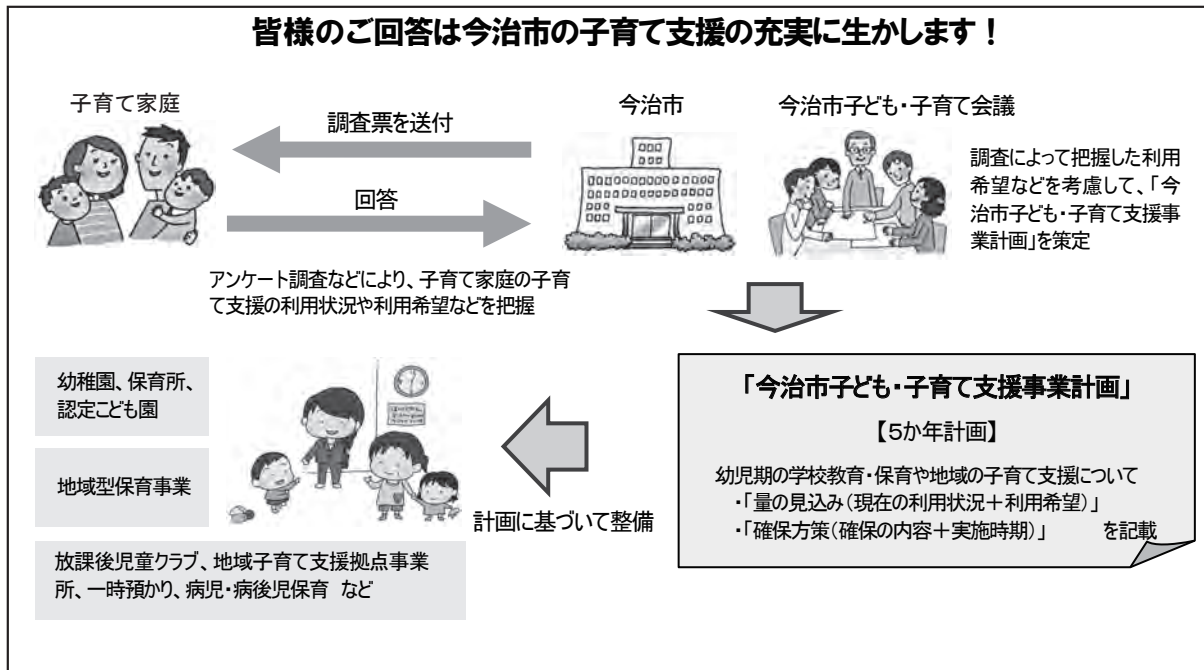 皆様のご回答は今治市の子育て支援の充実に生かします！
子育て家庭
調査票を送付
回答
今治市
今治市子ども・子育て会議
調査によって把握した利用
希望などを考慮して、「今
治市子ども・子育て支援事
業計画」を策定
アンケート調査などにより、子育て家庭の子育
て支援の利用状況や利用希望などを把握
「今治市子ども・子育て支援事業計画」
【５か年計画】
幼児期の学校教育・保育や地域の子育て支援について
・「量の見込み（現在の利用状況＋利用希望）」
・「確保方策（確保の内容＋実施時期）」　　を記載
計画に基づいて整備
幼稚園、保育所、
認定こども園
地域型保育事業
放課後児童クラブ、地域子育て支援拠点事業
所、一時預かり、病児・病後児保育　など